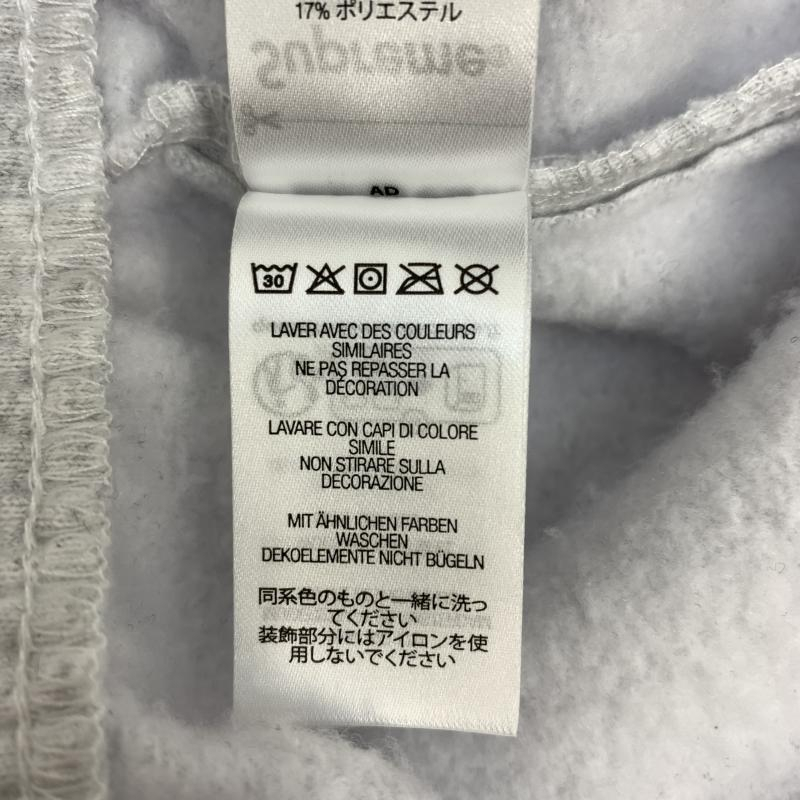 17% ポリエステル
Supreme®
AD
30
LAVER AVEC DES COULEURS
SIMILAIRES
NE PAS REPASSER LA
DÉCORATION
LAVARE CON CAPI DI COLORE
SIMILE
NON STIRARE SULLA
DECORAZIONE
MIT ÄHNLICHEN FARBEN
WASCHEN
DEKOELEMENTE NICHT BÜGELN
同系色のものと一緒に洗っ
てください
装飾部分にはアイロンを使
用しないでください